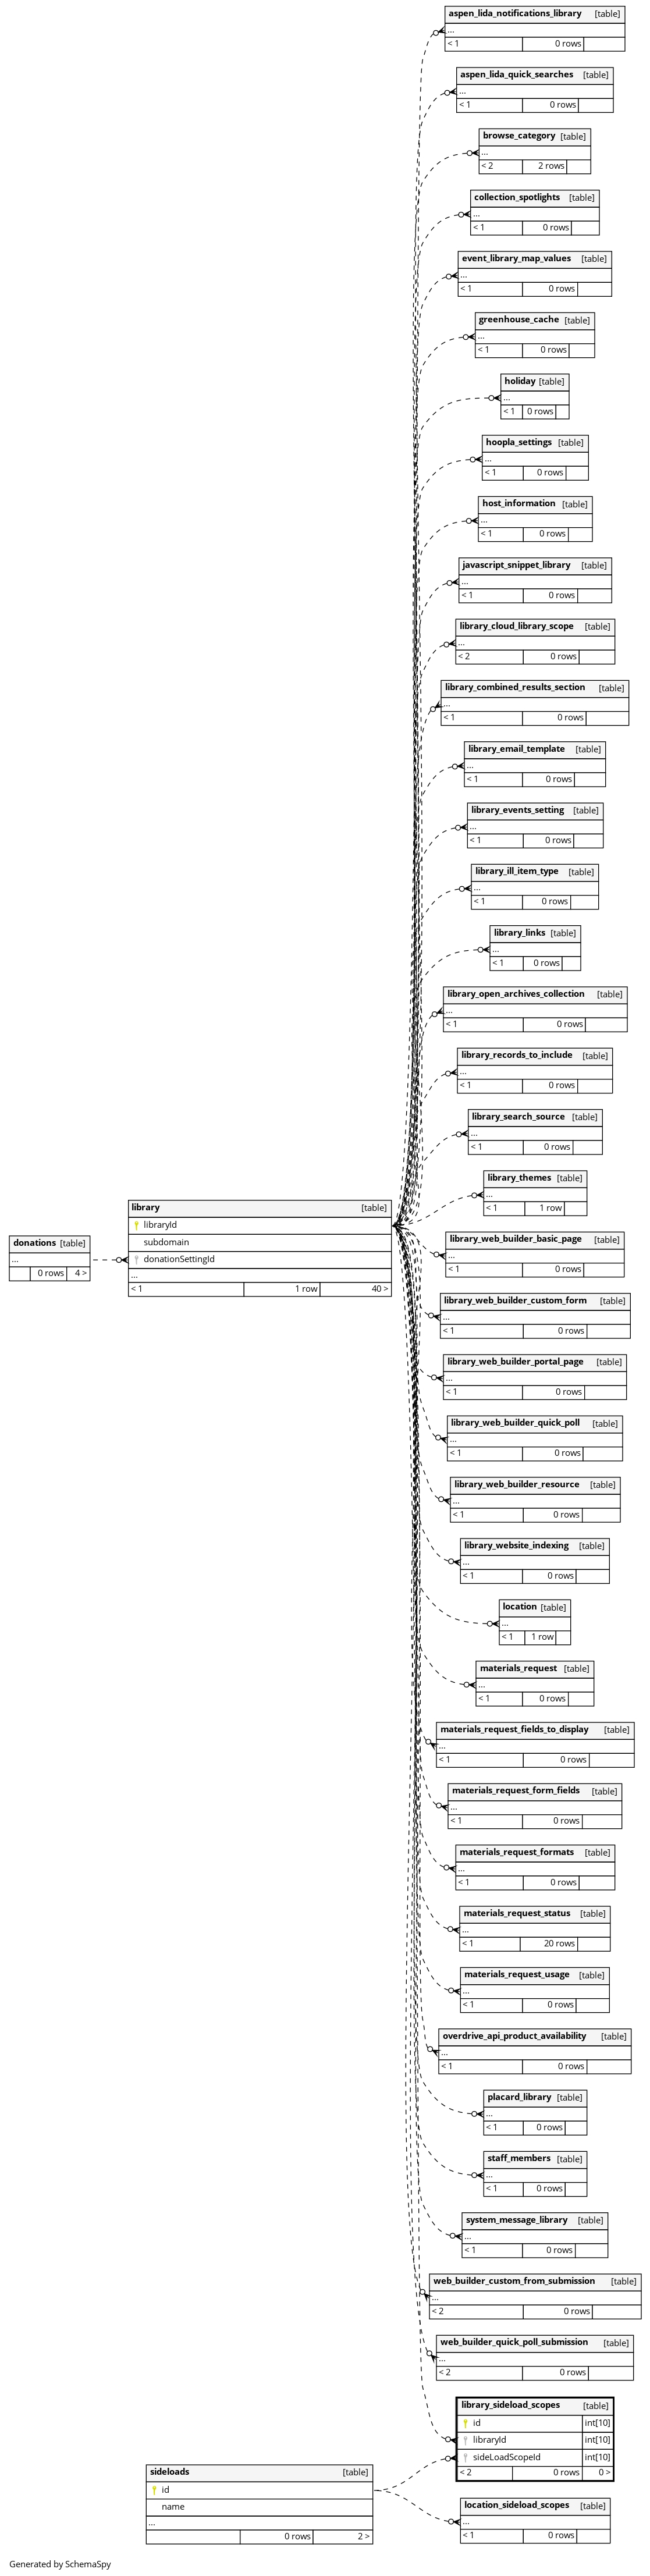 aspen_lida_notifications_library [table]
...
< 1 0 rows
aspen_lida_quick_searches [table]
...
< 1 0 rows
browse_category [table]
...
< 2 2 rows
collection_spotlights [table]
...
< 1 0 rows
event_library_map_values [table]
...
< 1 0 rows
greenhouse_cache [table]
...
< 1 0 rows
holiday [table]
...
< 1 0 rows
hoopla_settings [table]
...
< 1 0 rows
host_information [table]
...
< 1 0 rows
javascript_snippet_library [table]
...
< 1 0 rows
library_cloud_library_scope [table]
...
< 2 0 rows
library_combined_results_section [table]
...
< 1 0 rows
library_email_template [table]
...
< 1 0 rows
library_events_setting [table]
...
< 1 0 rows
library_ill_item_type [table]
...
< 1 0 rows
library_links [table]
...
< 1 0 rows
library_open_archives_collection [table]
...
< 1 0 rows
library_records_to_include [table]
...
< 1 0 rows
library_search_source [table]
...
< 1 0 rows
library_themes [table]
...
< 1 1 row
library [table]
libraryId
subdomain
donationSettingId
...
< 1 1 row 40 >
donations [table]
...
0 rows 4 >
library_web_builder_basic_page [table]
...
< 1 0 rows
library_web_builder_custom_form [table]
...
< 1 0 rows
library_web_builder_portal_page [table]
...
< 1 0 rows
library_web_builder_quick_poll [table]
...
< 1 0 rows
library_web_builder_resource [table]
...
< 1 0 rows
library_website_indexing [table]
...
< 1 0 rows
location [table]
...
< 1 1 row
materials_request [table]
...
< 1 0 rows
materials_request_fields_to_display [table]
...
< 1 0 rows
materials_request_form_fields [table]
...
< 1 0 rows
materials_request_formats [table]
...
< 1 0 rows
materials_request_status [table]
...
< 1 20 rows
materials_request_usage [table]
...
< 1 0 rows
overdrive_api_product_availability [table]
...
< 1 0 rows
placard_library [table]
...
< 1 0 rows
staff_members [table]
...
< 1 0 rows
system_message_library [table]
...
< 1 0 rows
web_builder_custom_from_submission [table]
...
< 2 0 rows
web_builder_quick_poll_submission [table]
...
< 2 0 rows
library_sideload_scopes [table]
id int[10]
libraryId int[10]
sideLoadScopeId int[10]
< 2 0 rows 0 >
sideloads [table]
id
name
...
0 rows 2 >
location_sideload_scopes [table]
...
< 1 0 rows
Generated by SchemaSpy